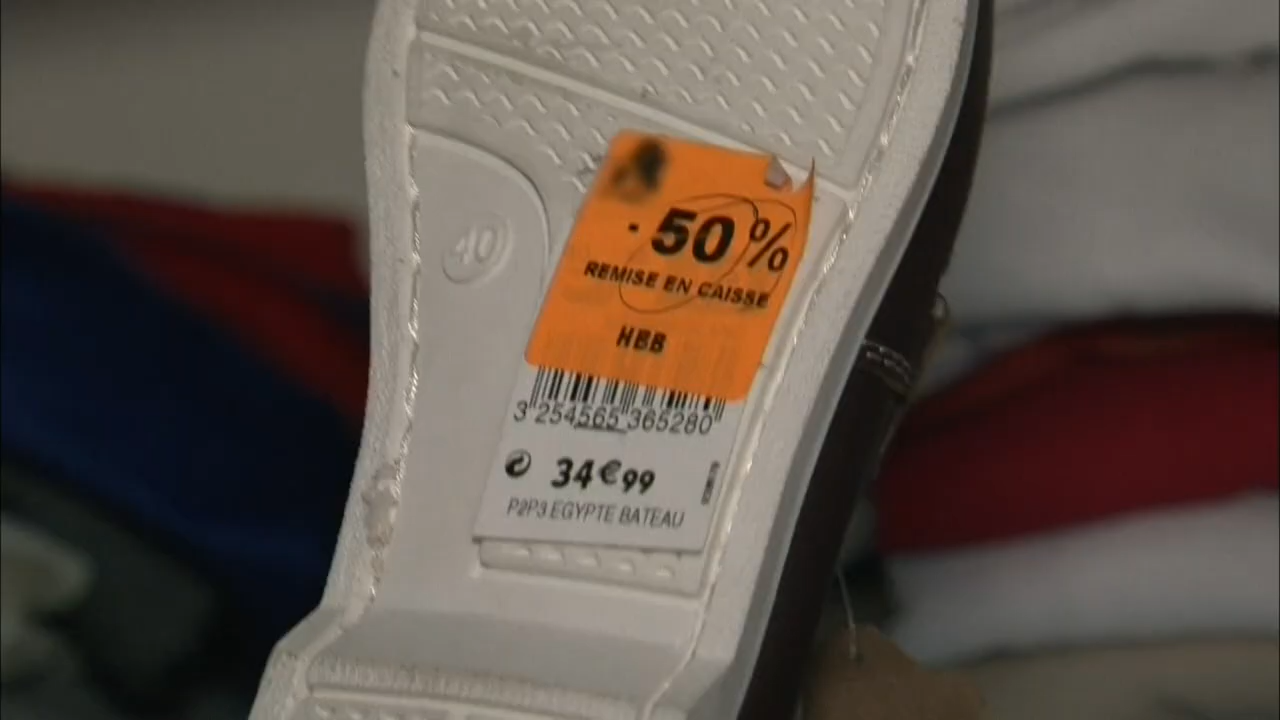 40
- 50 %
REMISE EN CAISSE
HBB
3 254565 365280
34€99
P2P3 EGYPTE BATEAU